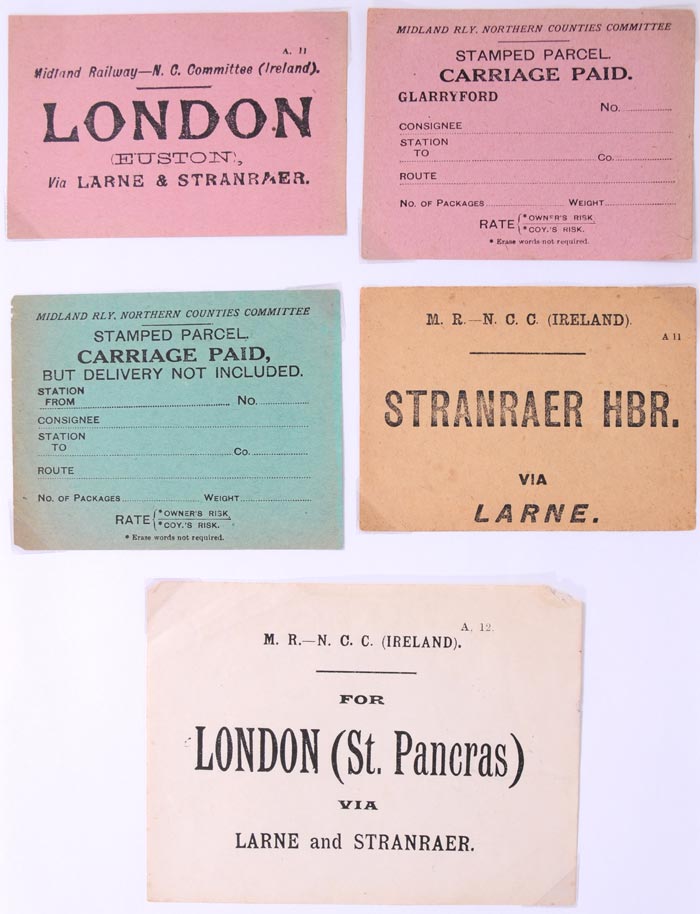 A. 11
Midland Railway—N. C. Committee (Ireland).
LONDON
(EUSTON),
Via LARNE & STRANRAER.
MIDLAND RLY. NORTHERN COUNTIES COMMITTEE
STAMPED PARCEL.
CARRIAGE PAID.
GLARRYFORD
No.
CONSIGNEE
STATION
TO
Co.
ROUTE
No. of Packages
Weight
RATE { *OWNER'S RISK
*COY.'S RISK.
* Erase words not required.
MIDLAND RLY. NORTHERN COUNTIES COMMITTEE
STAMPED PARCEL.
CARRIAGE PAID,
BUT DELIVERY NOT INCLUDED.
STATION
FROM
No.
CONSIGNEE
STATION
TO
Co.
ROUTE
No. of Packages
Weight
RATE { *OWNER'S RISK
*COY.'S RISK.
* Erase words not required.
M. R.—N. C. C. (IRELAND).
A 11
STRANRAER HBR.
VIA
LARNE.
A. 12.
M. R.—N. C. C. (IRELAND).
FOR
LONDON (St. Pancras)
VIA
LARNE and STRANRAER.